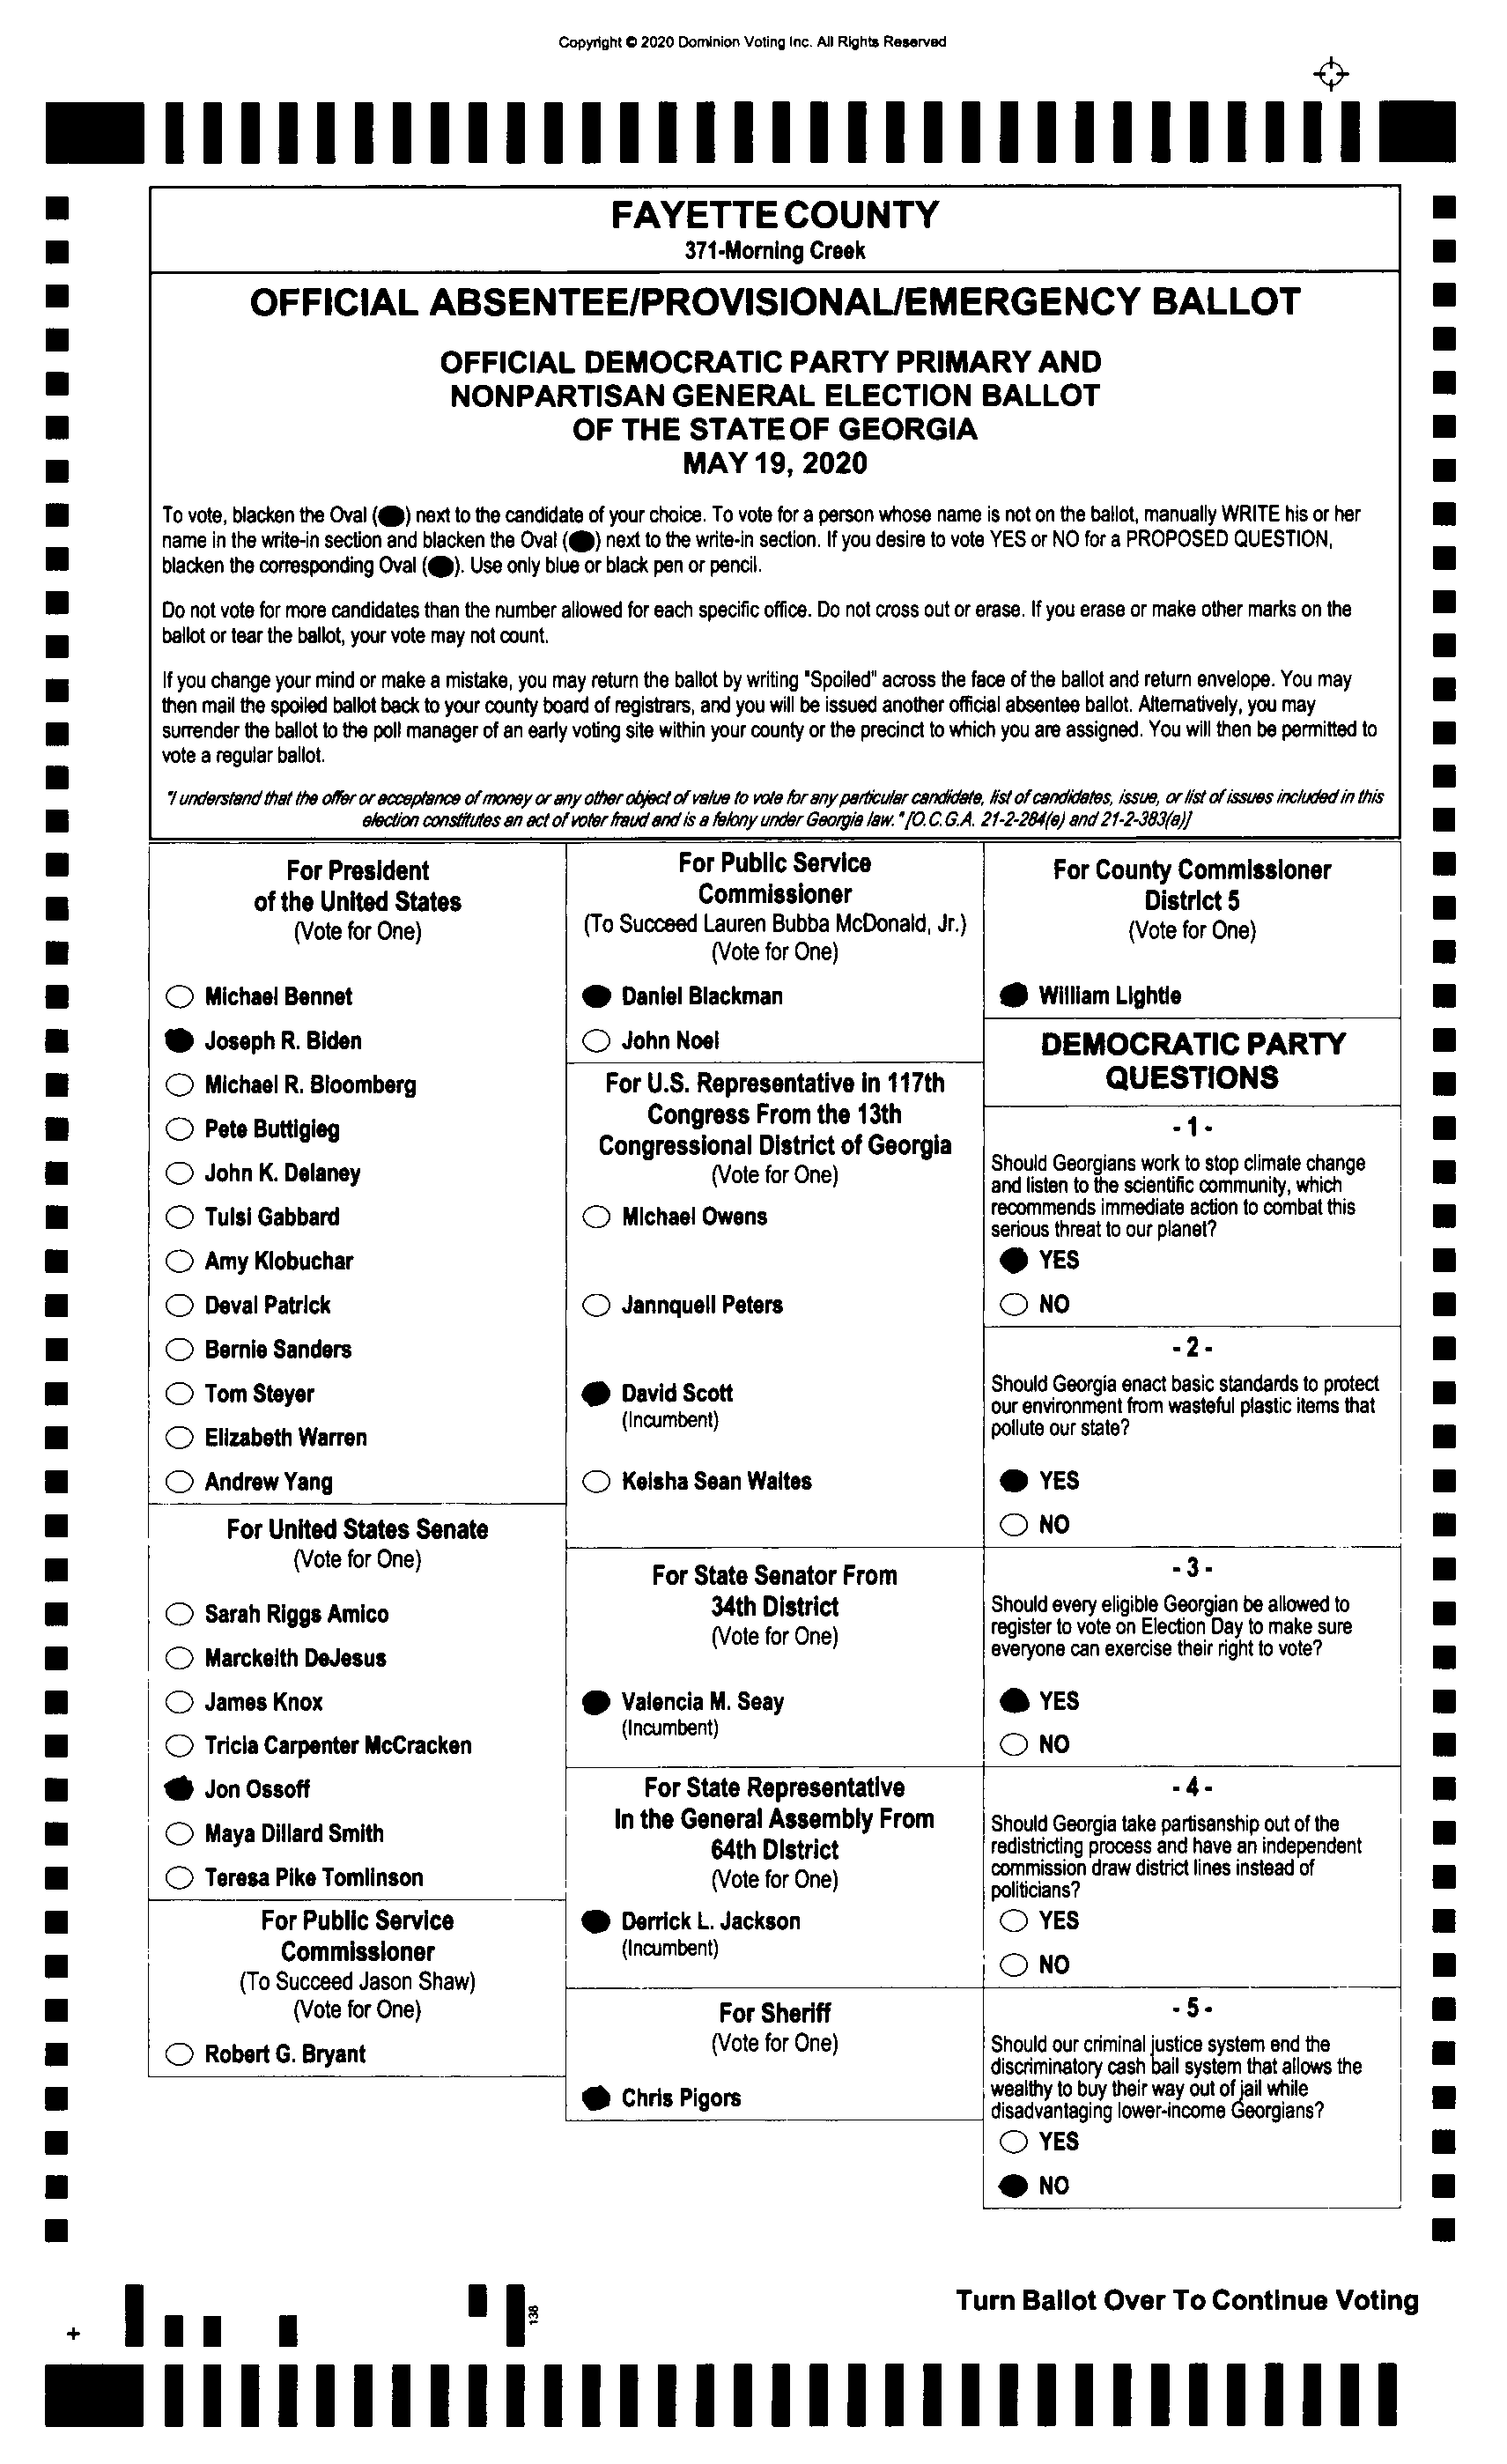 Copyright © 2020 Dominion Voting Inc. All Rights Reserved
FAYETTE COUNTY
371-Morning Creek
OFFICIAL ABSENTEE/PROVISIONAL/EMERGENCY BALLOT
OFFICIAL DEMOCRATIC PARTY PRIMARY AND
NONPARTISAN GENERAL ELECTION BALLOT
OF THE STATE OF GEORGIA
MAY 19, 2020
To vote, blacken the Oval (⬬) next to the candidate of your choice. To vote for a person whose name is not on the ballot, manually WRITE his or her
name in the write-in section and blacken the Oval (⬬) next to the write-in section. If you desire to vote YES or NO for a PROPOSED QUESTION,
blacken the corresponding Oval (⬬). Use only blue or black pen or pencil.
Do not vote for more candidates than the number allowed for each specific office. Do not cross out or erase. If you erase or make other marks on the
ballot or tear the ballot, your vote may not count.
If you change your mind or make a mistake, you may return the ballot by writing "Spoiled" across the face of the ballot and return envelope. You may
then mail the spoiled ballot back to your county board of registrars, and you will be issued another official absentee ballot. Alternatively, you may
surrender the ballot to the poll manager of an early voting site within your county or the precinct to which you are assigned. You will then be permitted to
vote a regular ballot.
"I understand that the offer or acceptance of money or any other object of value to vote for any particular candidate, list of candidates, issue, or list of issues included in this
election constitutes an act of voter fraud and is a felony under Georgia law." [O.C.G.A. 21-2-284(e) and 21-2-383(a)]
For President
of the United States
(Vote for One)
Michael Bennet
Joseph R. Biden
Michael R. Bloomberg
Pete Buttigieg
John K. Delaney
Tulsi Gabbard
Amy Klobuchar
Deval Patrick
Bernie Sanders
Tom Steyer
Elizabeth Warren
Andrew Yang
For United States Senate
(Vote for One)
Sarah Riggs Amico
Marckeith DeJesus
James Knox
Tricia Carpenter McCracken
Jon Ossoff
Maya Dillard Smith
Teresa Pike Tomlinson
For Public Service
Commissioner
(To Succeed Jason Shaw)
(Vote for One)
Robert G. Bryant
For Public Service
Commissioner
(To Succeed Lauren Bubba McDonald, Jr.)
(Vote for One)
Daniel Blackman
John Noel
For U.S. Representative in 117th
Congress From the 13th
Congressional District of Georgia
(Vote for One)
Michael Owens
Jannquell Peters
David Scott
(Incumbent)
Keisha Sean Waites
For State Senator From
34th District
(Vote for One)
Valencia M. Seay
(Incumbent)
For State Representative
In the General Assembly From
64th District
(Vote for One)
Derrick L. Jackson
(Incumbent)
For Sheriff
(Vote for One)
Chris Pigors
For County Commissioner
District 5
(Vote for One)
William Lightle
DEMOCRATIC PARTY
QUESTIONS
- 1 -
Should Georgians work to stop climate change
and listen to the scientific community, which
recommends immediate action to combat this
serious threat to our planet?
YES
NO
- 2 -
Should Georgia enact basic standards to protect
our environment from wasteful plastic items that
pollute our state?
YES
NO
- 3 -
Should every eligible Georgian be allowed to
register to vote on Election Day to make sure
everyone can exercise their right to vote?
YES
NO
- 4 -
Should Georgia take partisanship out of the
redistricting process and have an independent
commission draw district lines instead of
politicians?
YES
NO
- 5 -
Should our criminal justice system end the
discriminatory cash bail system that allows the
wealthy to buy their way out of jail while
disadvantaging lower-income Georgians?
YES
NO
138
Turn Ballot Over To Continue Voting